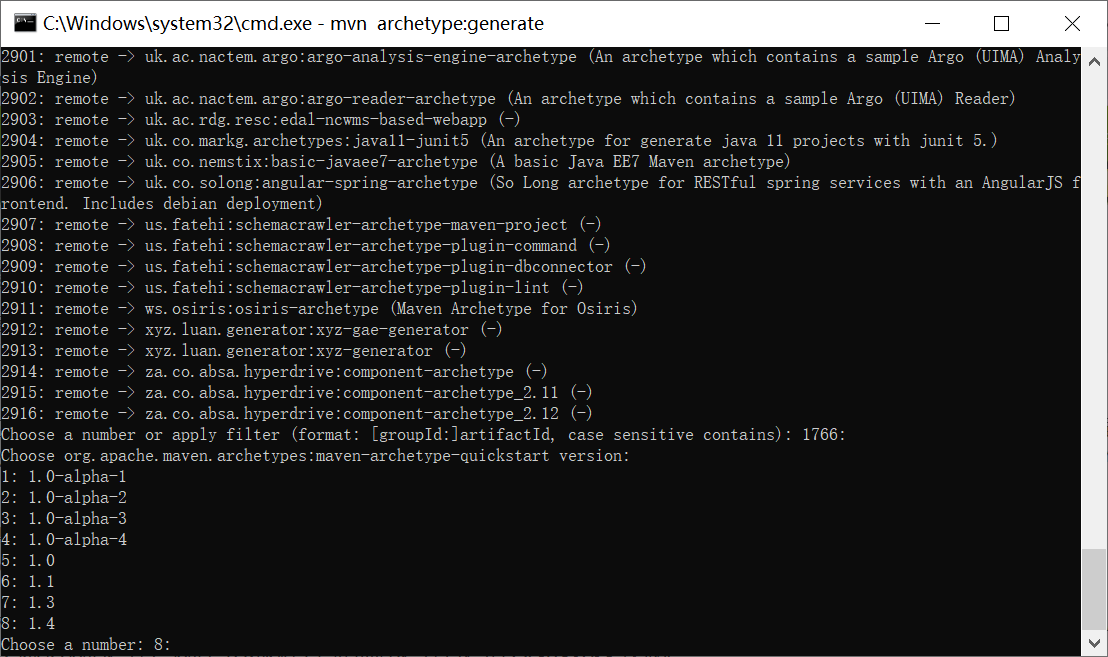 C:\Windows\system32\cmd.exe - mvn  archetype:generate
2901: remote -> uk.ac.nactem.argo:argo-analysis-engine-archetype (An archetype which contains a sample Argo (UIMA) Analy
sis Engine)
2902: remote -> uk.ac.nactem.argo:argo-reader-archetype (An archetype which contains a sample Argo (UIMA) Reader)
2903: remote -> uk.ac.rdg.resc:edal-ncwms-based-webapp (-)
2904: remote -> uk.co.markg.archetypes:java11-junit5 (An archetype for generate java 11 projects with junit 5.)
2905: remote -> uk.co.nemstix:basic-javaee7-archetype (A basic Java EE7 Maven archetype)
2906: remote -> uk.co.solong:angular-spring-archetype (So Long archetype for RESTful spring services with an AngularJS f
rontend. Includes debian deployment)
2907: remote -> us.fatehi:schemacrawler-archetype-maven-project (-)
2908: remote -> us.fatehi:schemacrawler-archetype-plugin-command (-)
2909: remote -> us.fatehi:schemacrawler-archetype-plugin-dbconnector (-)
2910: remote -> us.fatehi:schemacrawler-archetype-plugin-lint (-)
2911: remote -> ws.osiris:osiris-archetype (Maven Archetype for Osiris)
2912: remote -> xyz.luan.generator:xyz-gae-generator (-)
2913: remote -> xyz.luan.generator:xyz-generator (-)
2914: remote -> za.co.absa.hyperdrive:component-archetype (-)
2915: remote -> za.co.absa.hyperdrive:component-archetype_2.11 (-)
2916: remote -> za.co.absa.hyperdrive:component-archetype_2.12 (-)
Choose a number or apply filter (format: [groupId:]artifactId, case sensitive contains): 1766:
Choose org.apache.maven.archetypes:maven-archetype-quickstart version:
1: 1.0-alpha-1
2: 1.0-alpha-2
3: 1.0-alpha-3
4: 1.0-alpha-4
5: 1.0
6: 1.1
7: 1.3
8: 1.4
Choose a number: 8: